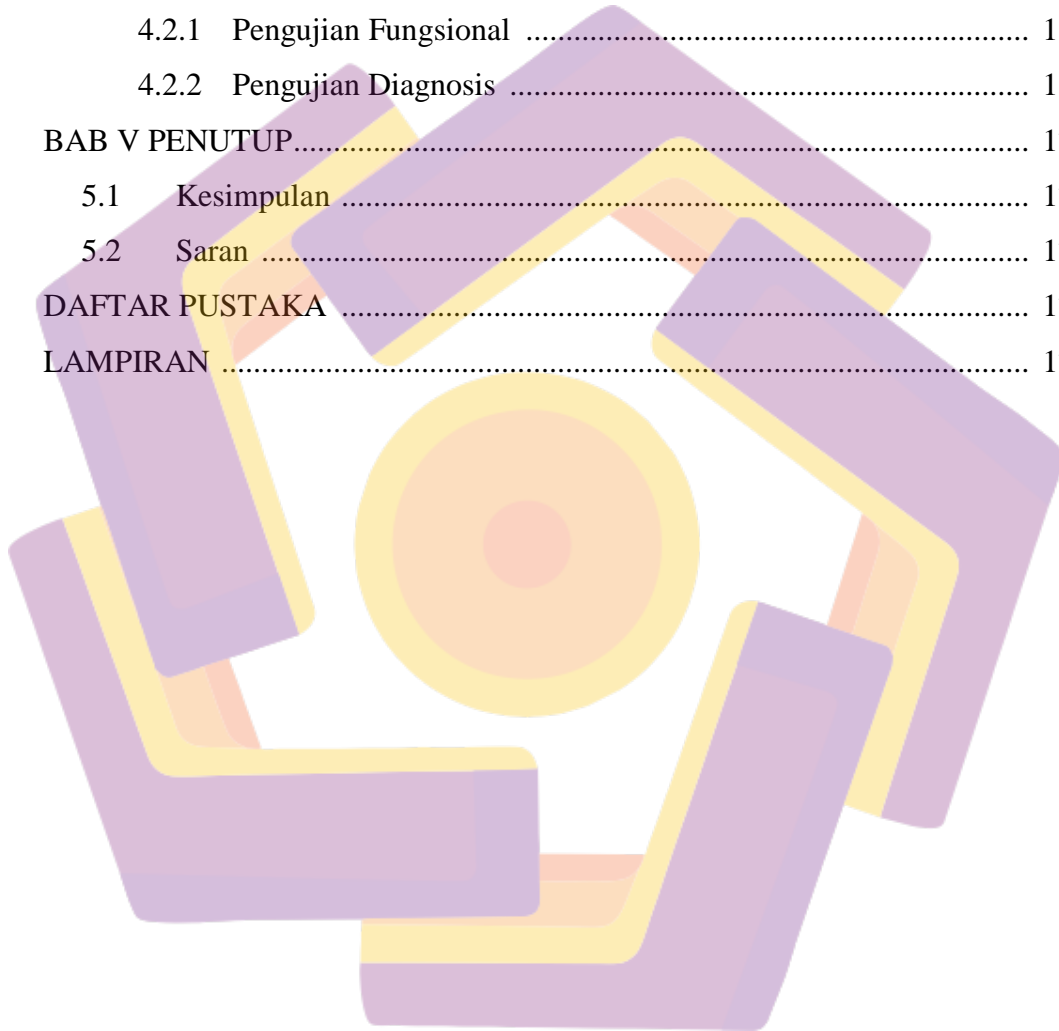 4.2.1 Pengujian Fungsional .................................................................. 1
4.2.2 Pengujian Diagnosis .................................................................... 1
BAB V PENUTUP................................................................................................ 1
5.1 Kesimpulan .......................................................................................... 1
5.2 Saran .................................................................................................... 1
DAFTAR PUSTAKA .......................................................................................... 1
LAMPIRAN ......................................................................................................... 1